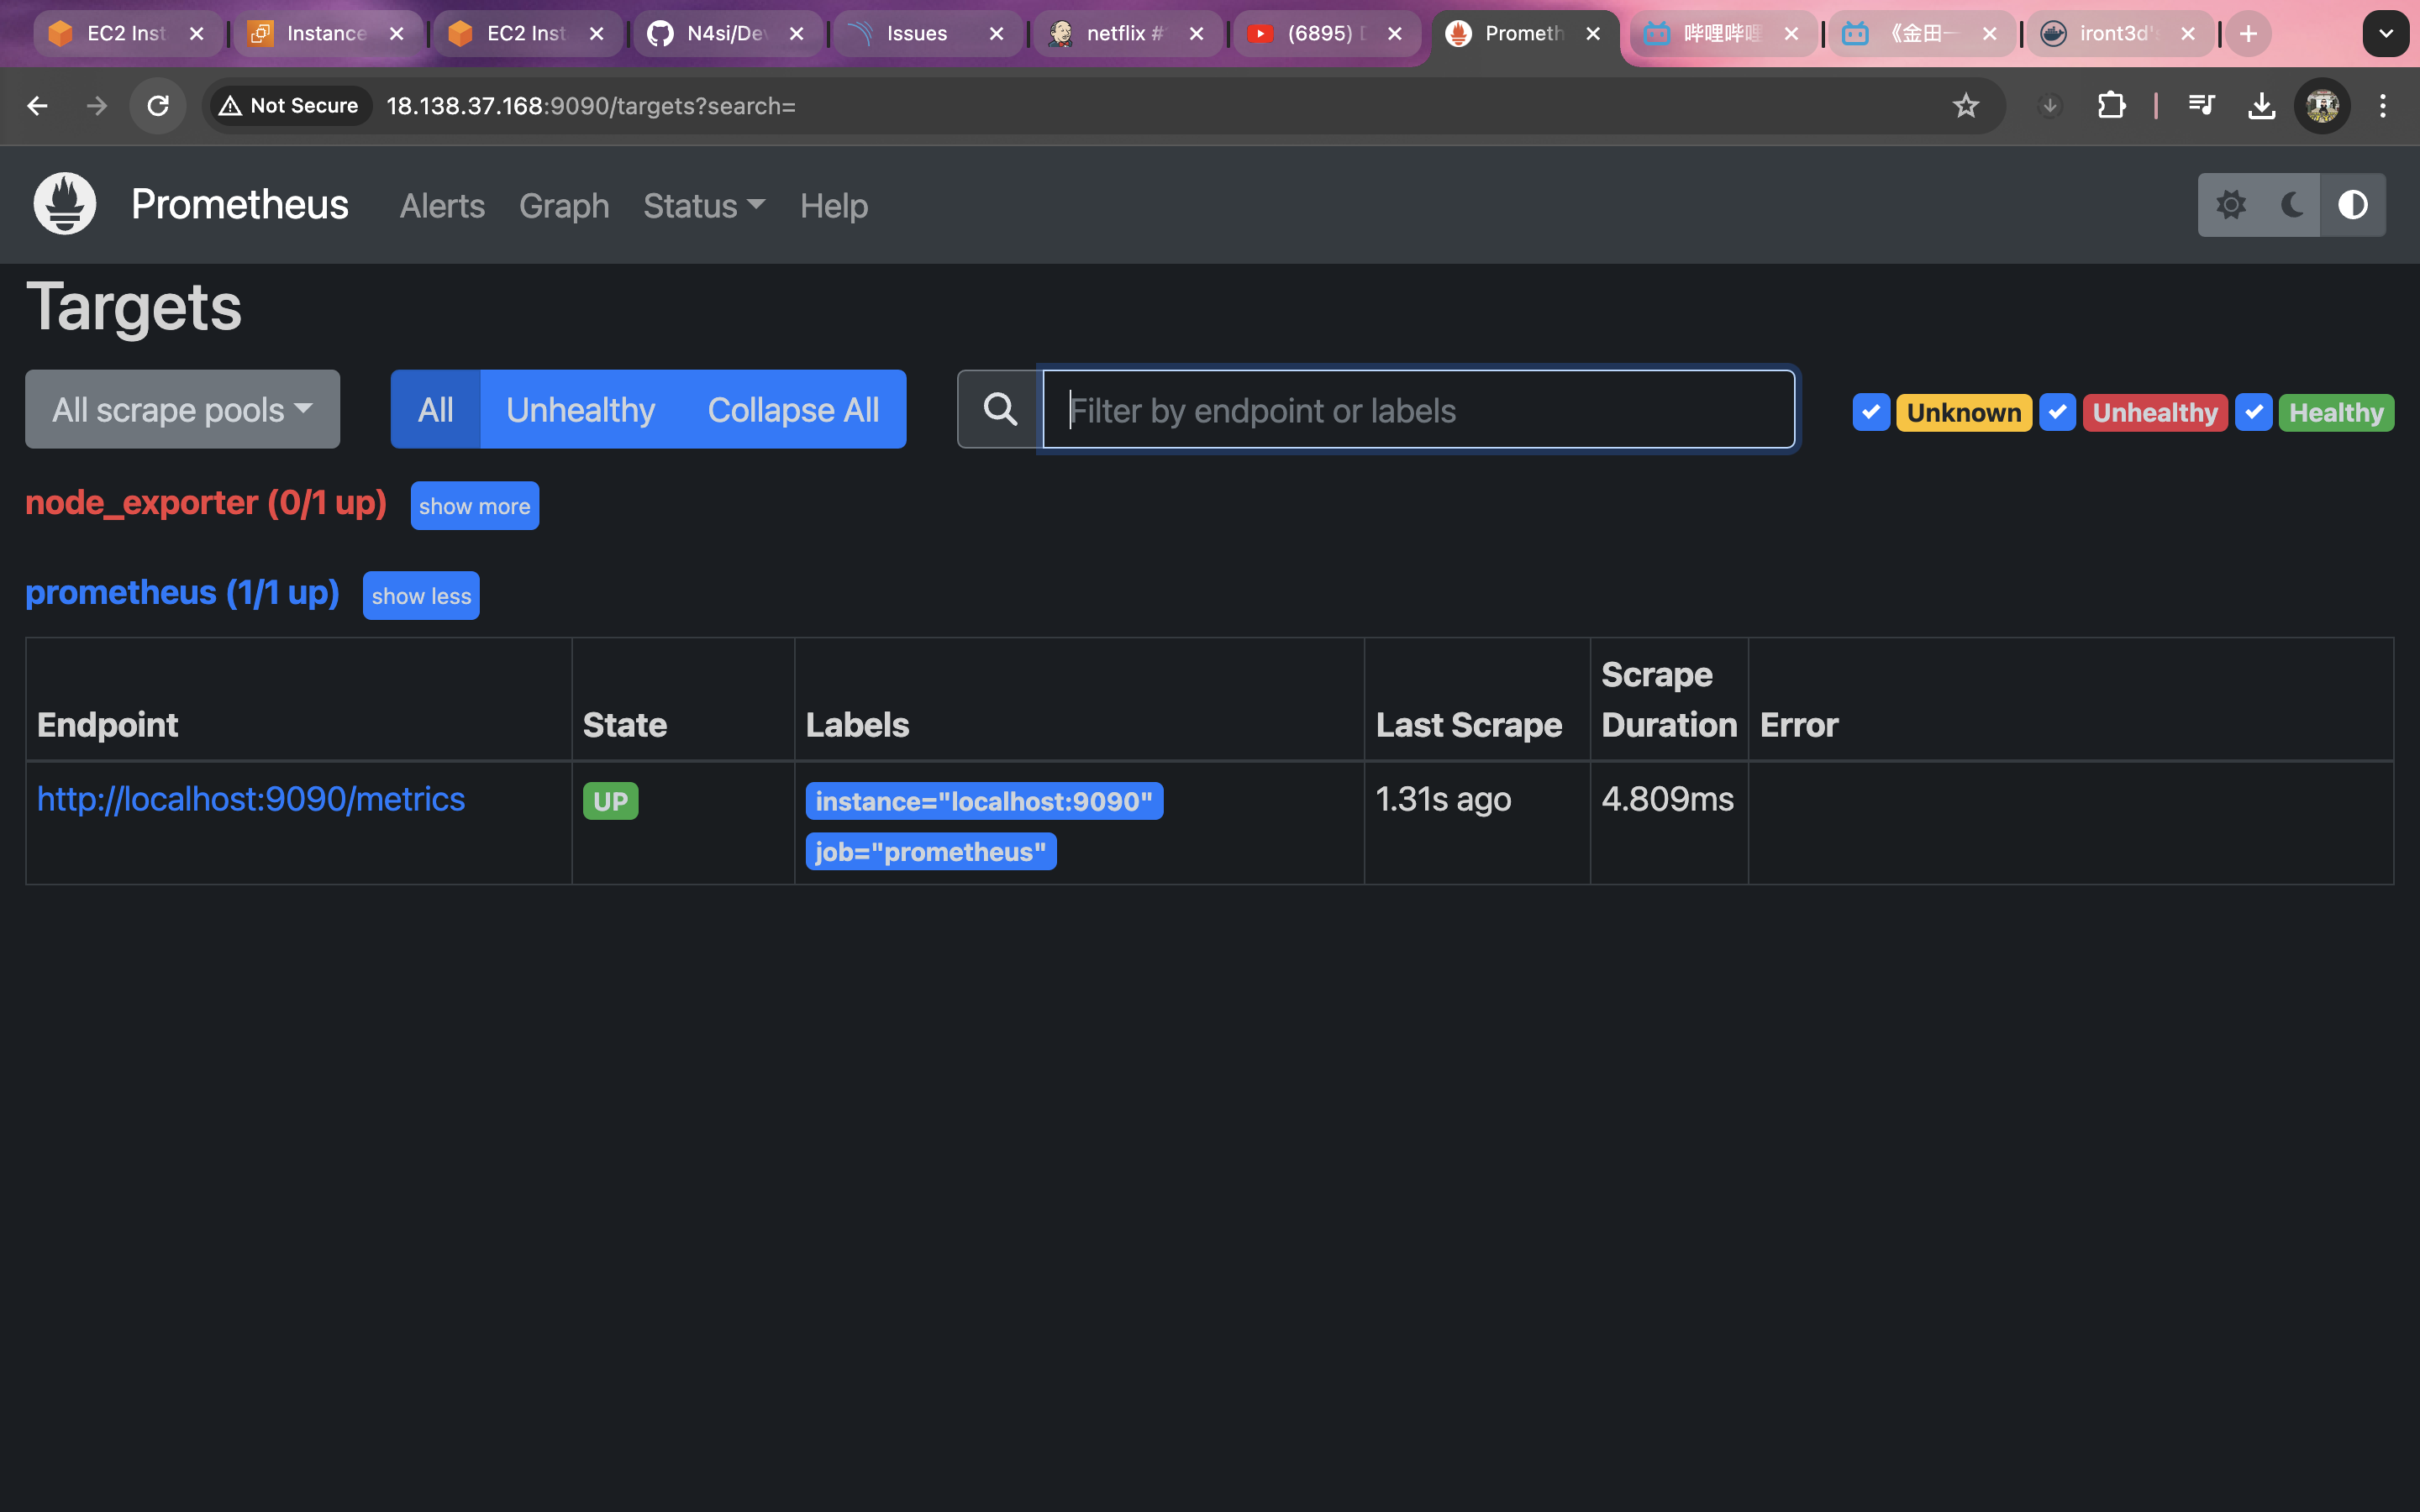 EC2 Inst
Instance
EC2 Inst
N4si/Dev
Issues
netflix #
(6895) D
Prometh
哔哩哔哩
《金田一
iront3d's
Not Secure
18.138.37.168:9090/targets?search=
Prometheus
Alerts
Graph
Status
Help
Targets
All scrape pools
All
Unhealthy
Collapse All
Filter by endpoint or labels
Unknown
Unhealthy
Healthy
node_exporter (0/1 up)
show more
prometheus (1/1 up)
show less
Endpoint
State
Labels
Last Scrape
Scrape
Duration
Error
http://localhost:9090/metrics
UP
instance="localhost:9090"
job="prometheus"
1.31s ago
4.809ms